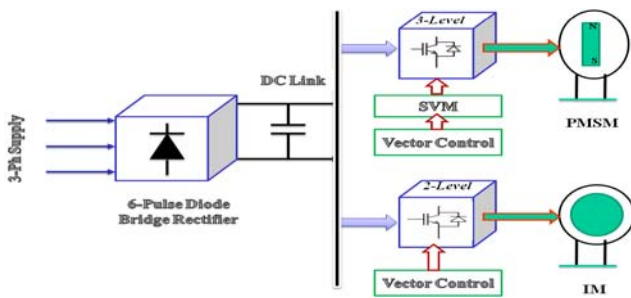 3-Ph Supply
6-Pulse Diode
Bridge Rectifier
DC Link
3-Level
SVM
Vector Control
N
S
PMSM
2-Level
Vector Control
IM